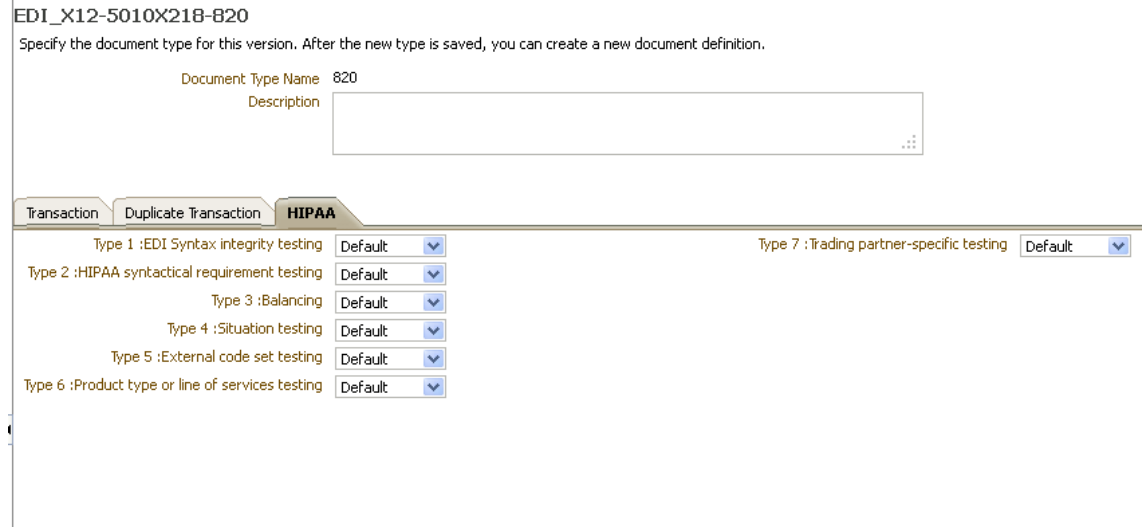 EDI_X12-5010X218-820
Specify the document type for this version. After the new type is saved, you can create a new document definition.
Document Type Name 820
Description
Transaction Duplicate Transaction HIPAA
Type 1 :EDI Syntax integrity testing Default Type 7 :Trading partner-specific testing Default
Type 2 :HIPAA syntactical requirement testing Default
Type 3 :Balancing Default
Type 4 :Situation testing Default
Type 5 :External code set testing Default
Type 6 :Product type or line of services testing Default